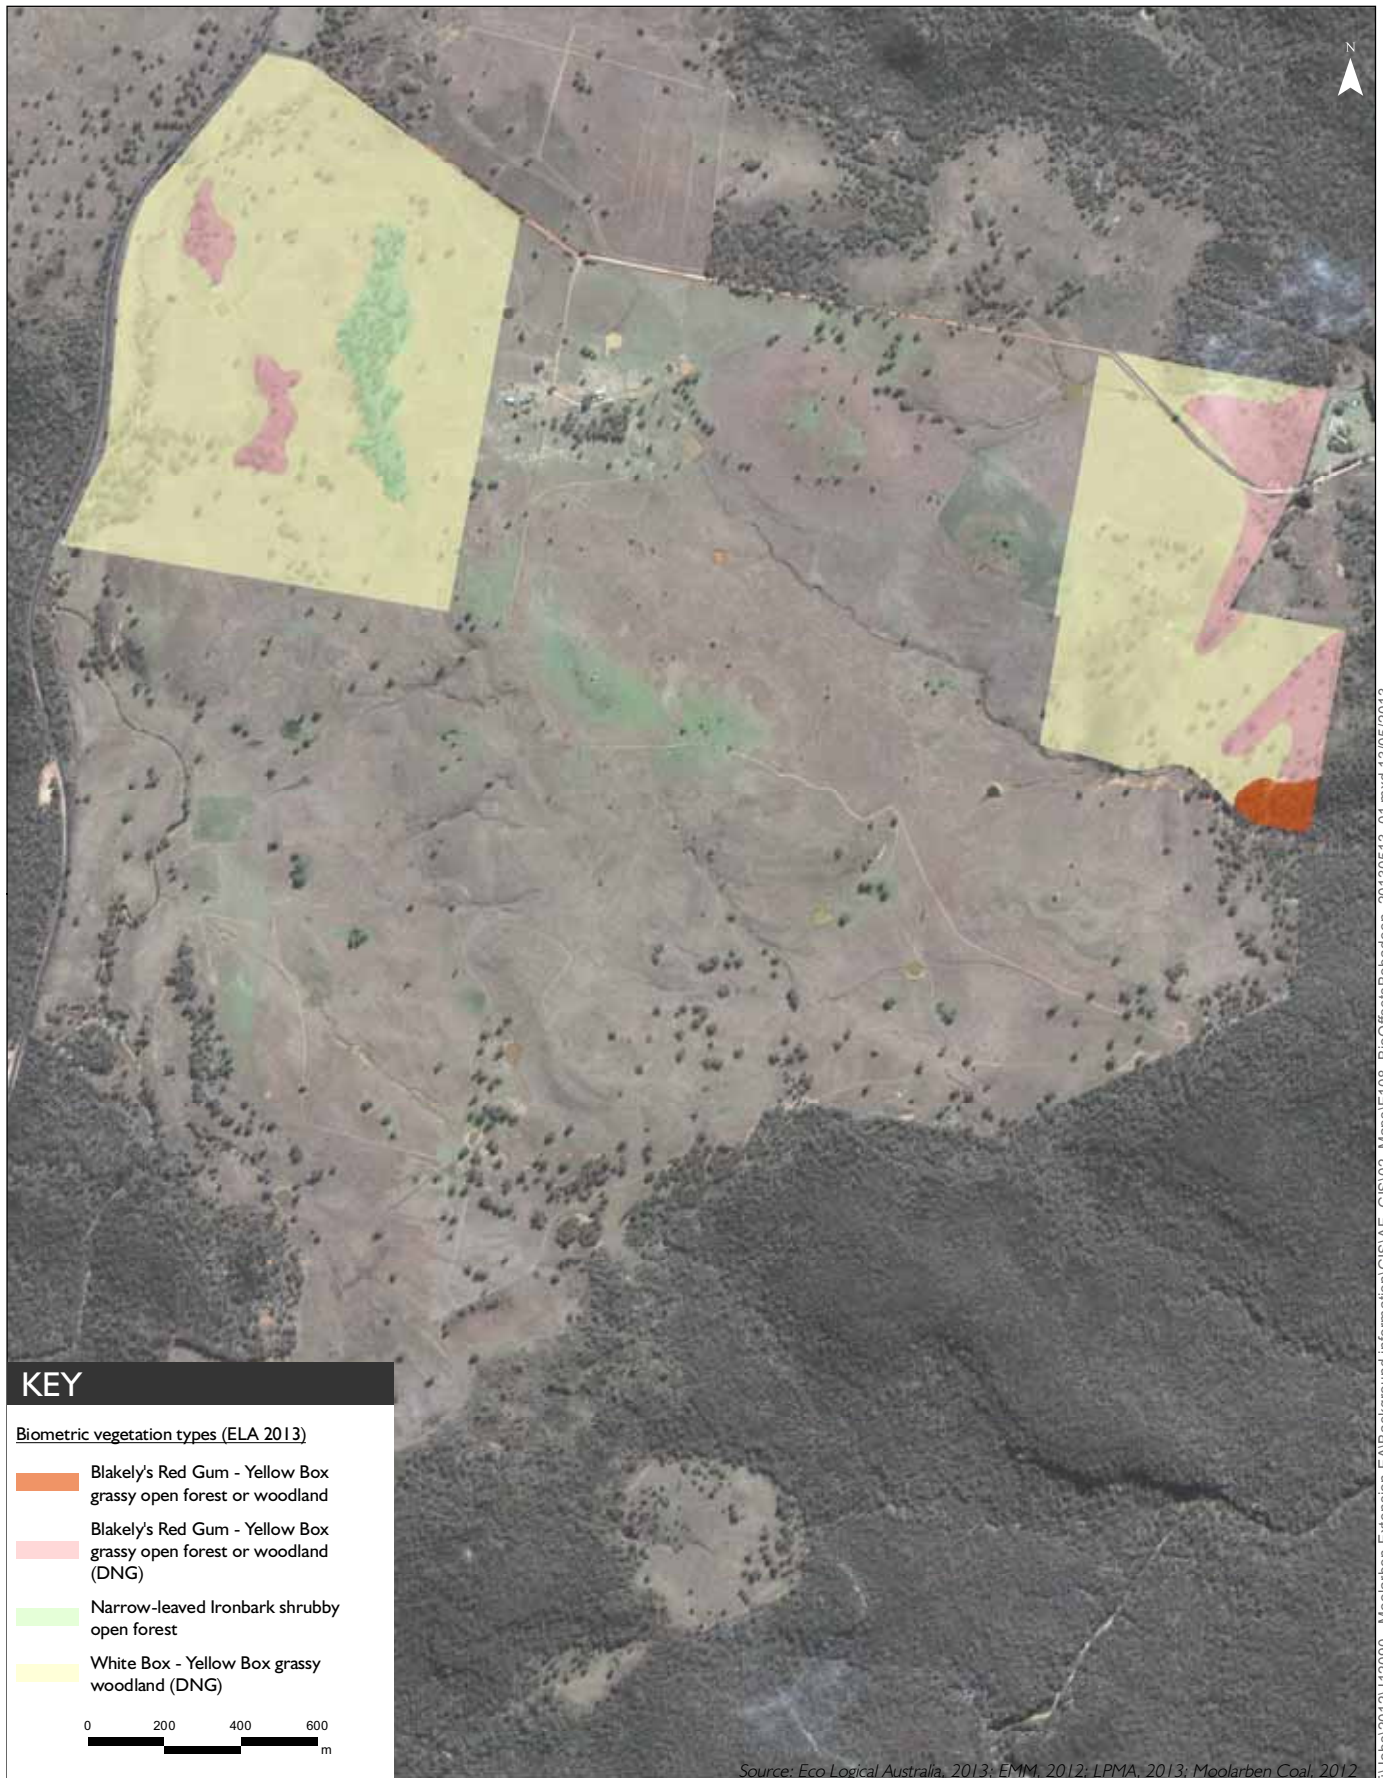 N
KEY
Biometric vegetation types (ELA 2013)
Blakely's Red Gum - Yellow Box
grassy open forest or woodland
Blakely's Red Gum - Yellow Box
grassy open forest or woodland
(DNG)
Narrow-leaved Ironbark shrubby
open forest
White Box - Yellow Box grassy
woodland (DNG)
0 200 400 600
m
Source: Eco Logical Australia, 2013; EMM, 2012; LPMA, 2013; Moolarben Coal, 2012